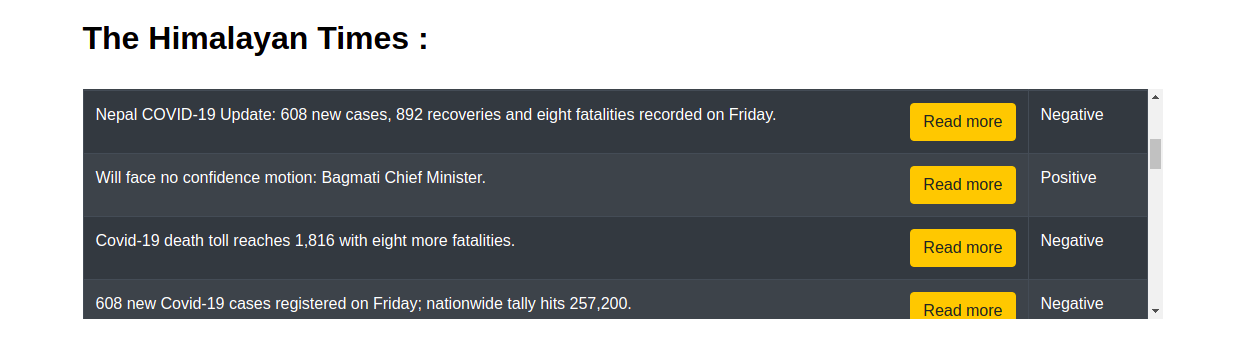 The Himalayan Times :
Nepal COVID-19 Update: 608 new cases, 892 recoveries and eight fatalities recorded on Friday. Read more Negative
Will face no confidence motion: Bagmati Chief Minister. Read more Positive
Covid-19 death toll reaches 1,816 with eight more fatalities. Read more Negative
608 new Covid-19 cases registered on Friday; nationwide tally hits 257,200. Read more Negative